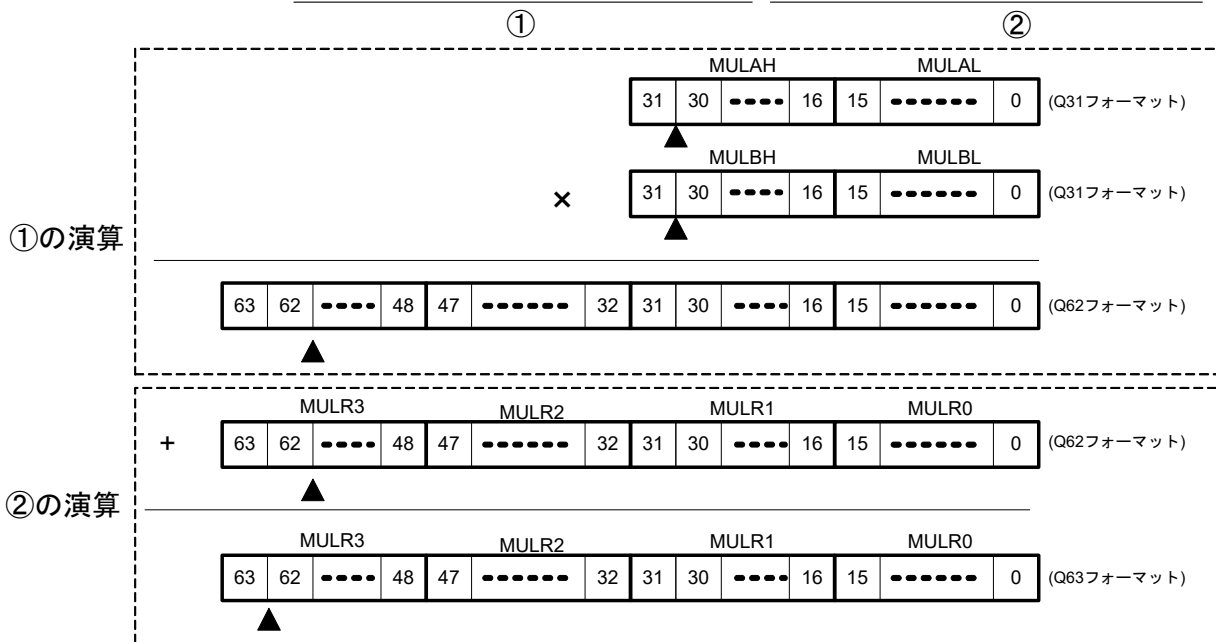 ① ②
MULAH MULAL
31 30 16 15 0 (Q31フォーマット)
MULBH MULBL
× 31 30 16 15 0 (Q31フォーマット)
①の演算
63 62 48 47 32 31 30 16 15 0 (Q62フォーマット)
MULR3 MULR2 MULR1 MULR0
+ 63 62 48 47 32 31 30 16 15 0 (Q62フォーマット)
②の演算
MULR3 MULR2 MULR1 MULR0
63 62 48 47 32 31 30 16 15 0 (Q63フォーマット)